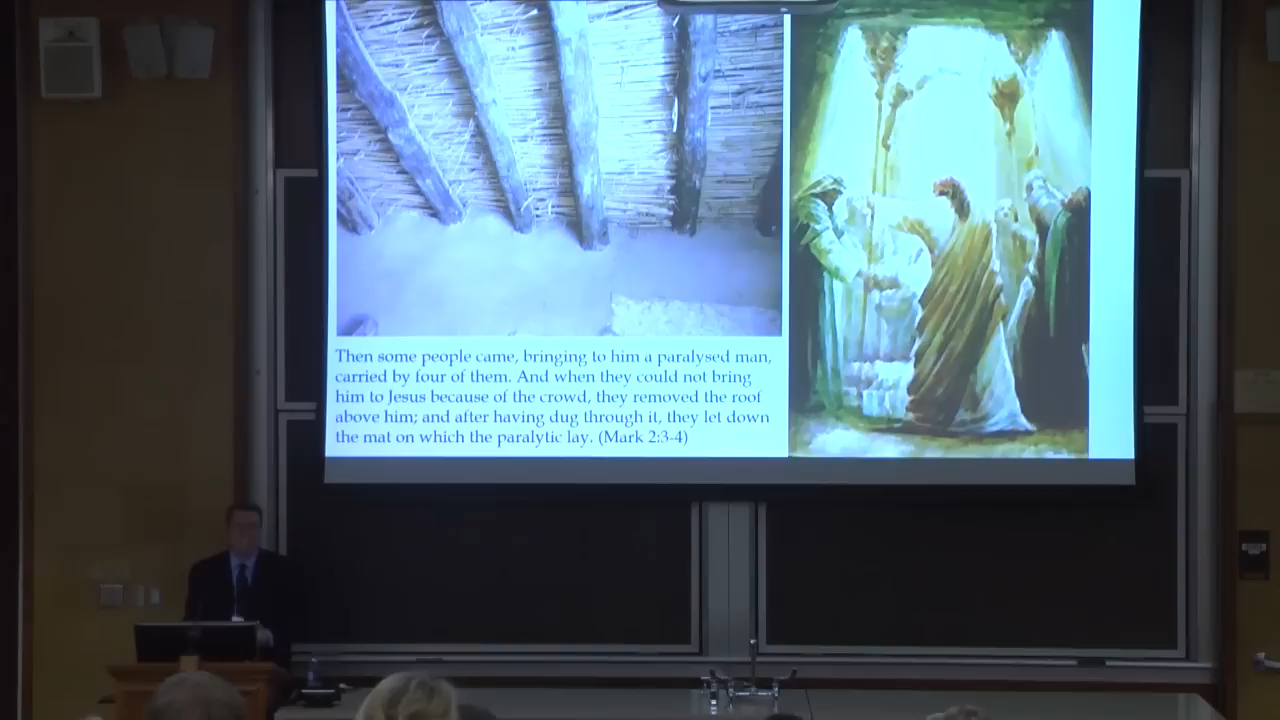 Then some people came, bringing to him a paralysed man,
carried by four of them. And when they could not bring
him to Jesus because of the crowd, they removed the roof
above him; and after having dug through it, they let down
the mat on which the paralytic lay. (Mark 2:3-4)